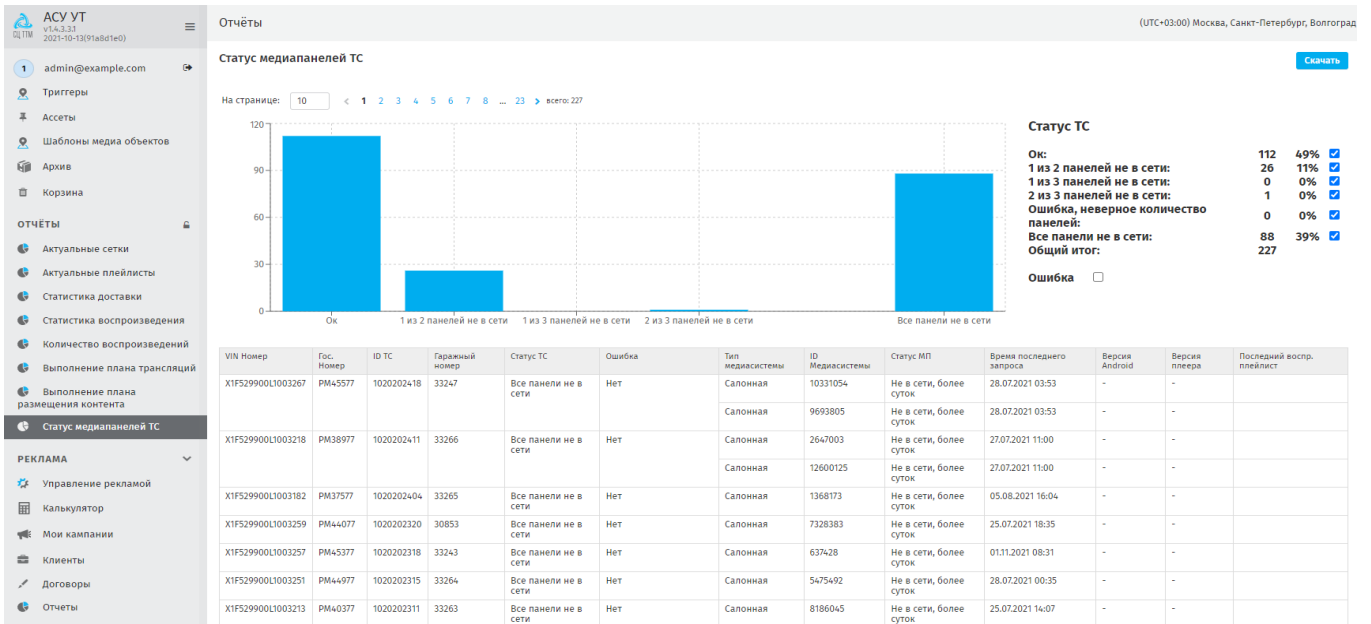 АСУ УТ
v1.4.3.31
2021-10-13(91a8d1e0)
СЦ ТТМ
1 admin@example.com
Триггеры
Ассеты
Шаблоны медиа объектов
Архив
Корзина
ОТЧЁТЫ
Актуальные сетки
Актуальные плейлисты
Статистика доставки
Статистика воспроизведения
Количество воспроизведений
Выполнение плана трансляций
Выполнение плана
размещения контента
Статус медиапанелей ТС
РЕКЛАМА
Управление рекламой
Калькулятор
Мои кампании
Клиенты
Договоры
Отчеты
Отчёты
(UTC+03:00) Москва, Санкт-Петербург, Волгоград
Статус медиапанелей ТС
Скачать
На странице: 10 < 1 2 3 4 5 6 7 8 ... 23 > всего: 227
120
90
60
30
0
Ок 1 из 2 панелей не в сети 1 из 3 панелей не в сети 2 из 3 панелей не в сети Все панели не в сети
Статус ТС
Ок: 112 49%
1 из 2 панелей не в сети: 26 11%
1 из 3 панелей не в сети: 0 0%
2 из 3 панелей не в сети: 1 0%
Ошибка, неверное количество
панелей: 0 0%
Все панели не в сети: 88 39%
Общий итог: 227
Ошибка
VIN Номер Гос. Номер ID ТС Гаражный номер Статус ТС Ошибка Тип медиасистемы ID Медиасистемы Статус МП Время последнего запроса Версия Android Версия плеера Последний воспр. плейлист
X1F529900L1003267 РМ45577 1020202418 33247 Все панели не в сети Нет Салонная 10331054 Не в сети, более суток 28.07.2021 03:53 - -
Салонная 9693805 Не в сети, более суток 28.07.2021 03:53 - -
X1F529900L1003218 РМ38977 1020202411 33266 Все панели не в сети Нет Салонная 2647003 Не в сети, более суток 27.07.2021 11:00 - -
Салонная 12600125 Не в сети, более суток 27.07.2021 11:00 - -
X1F529900L1003182 РМ37577 1020202404 33265 Все панели не в сети Нет Салонная 1368173 Не в сети, более суток 05.08.2021 16:04 - -
X1F529900L1003259 РМ44077 1020202320 30853 Все панели не в сети Нет Салонная 7328383 Не в сети, более суток 25.07.2021 18:35 - -
X1F529900L1003257 РМ45377 1020202318 33243 Все панели не в сети Нет Салонная 637428 Не в сети, более суток 01.11.2021 08:31 - -
X1F529900L1003251 РМ44977 1020202315 33264 Все панели не в сети Нет Салонная 5475492 Не в сети, более суток 28.07.2021 00:35 - -
X1F529900L1003213 РМ40377 1020202311 33263 Все панели не в сети Нет Салонная 8186045 Не в сети, более суток 25.07.2021 14:07 - -